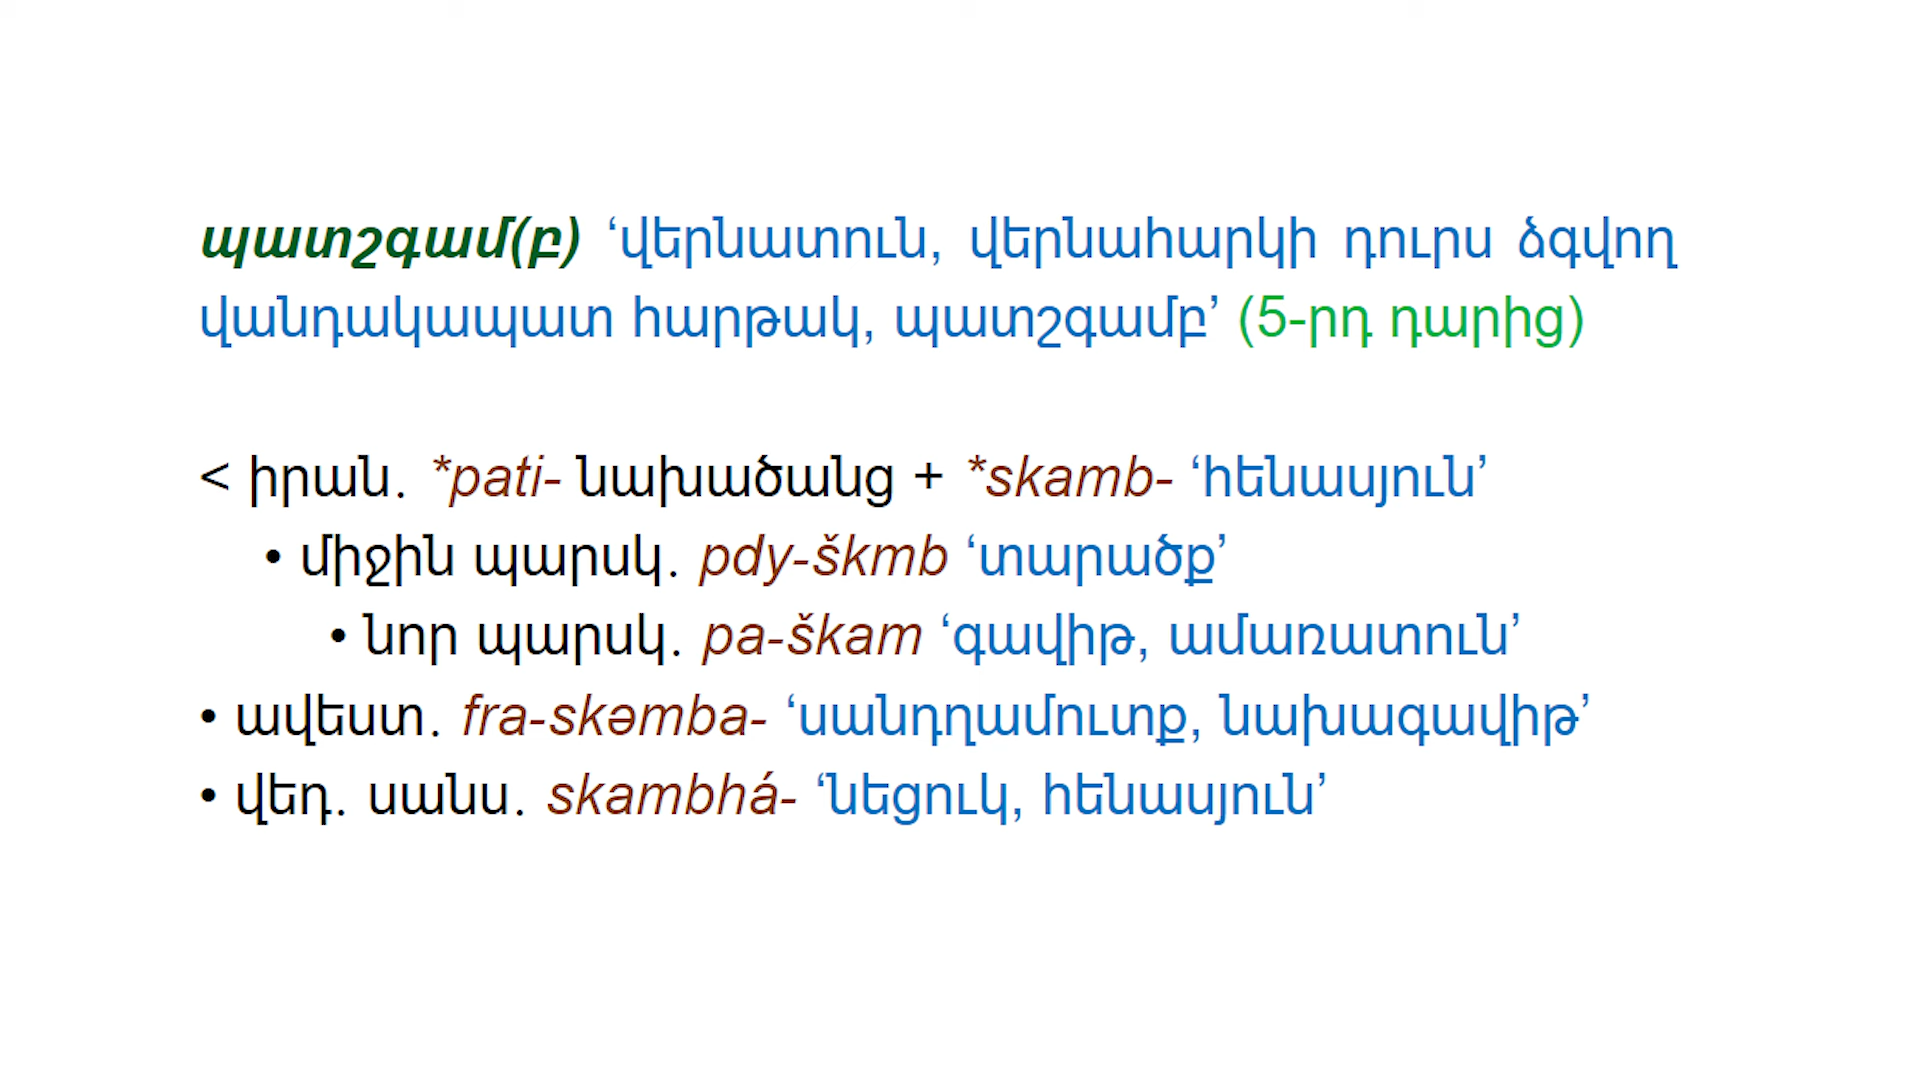 պատշգամ(բ) ‘վերնատուն, վերնահարկի դուրս ձգվող
վանդակապատ հարթակ, պատշգամբ’ (5-րդ դարից)
< իրան. *pati- նախածանց + *skamb- ‘հենասյուն’
• միջին պարսկ. pdy-škmb ‘տարածք’
• նոր պարսկ. pa-škam ‘գավիթ, ամառատուն’
• ավեստ. fra-skəmba- ‘սանդղամուտք, նախագավիթ’
• վեդ. սանս. skambhá- ‘նեցուկ, հենասյուն’